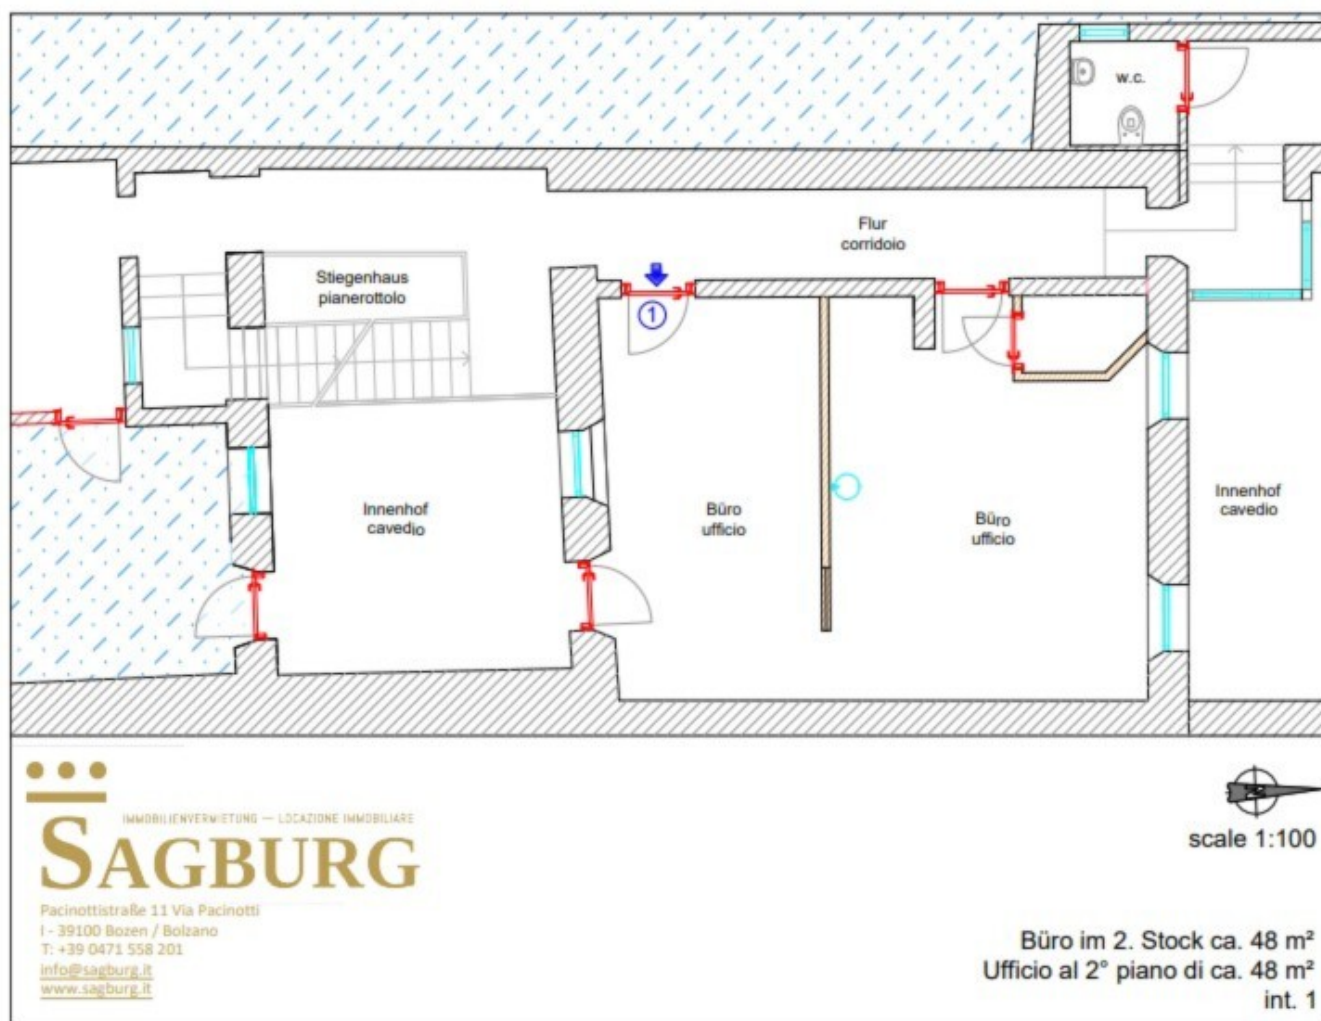 w.c.
Flur
corridoio
Stiegenhaus
pianerottolo
1
Innenhof
cavedio
Büro
ufficio
Büro
ufficio
Innenhof
cavedio
N
IMMOBILIENVERMIETUNG — LOCAZIONE IMMOBILIARE
SAGBURG
Pacinottistraße 11 Via Pacinotti
I - 39100 Bozen / Bolzano
T: +39 0471 558 201
info@sagburg.it
www.sagburg.it
scale 1:100
Büro im 2. Stock ca. 48 m²
Ufficio al 2° piano di ca. 48 m²
int. 1